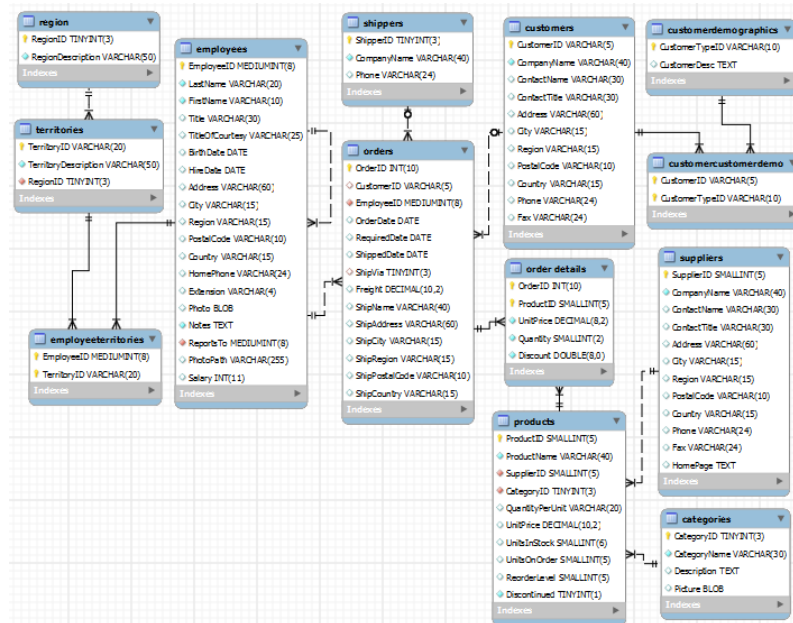 region
RegionID TINYINT(3)
RegionDescription VARCHAR(50)
Indexes
territories
TerritoryID VARCHAR(20)
TerritoryDescription VARCHAR(50)
RegionID TINYINT(3)
Indexes
employeeterritories
EmployeeID MEDIUMINT(8)
TerritoryID VARCHAR(20)
Indexes
employees
EmployeeID MEDIUMINT(8)
LastName VARCHAR(20)
FirstName VARCHAR(10)
Title VARCHAR(30)
TitleOfCourtesy VARCHAR(25)
BirthDate DATE
HireDate DATE
Address VARCHAR(60)
City VARCHAR(15)
Region VARCHAR(15)
PostalCode VARCHAR(10)
Country VARCHAR(15)
HomePhone VARCHAR(24)
Extension VARCHAR(4)
Photo BLOB
Notes TEXT
ReportsTo MEDIUMINT(8)
PhotoPath VARCHAR(255)
Salary INT(11)
Indexes
shippers
ShipperID TINYINT(3)
CompanyName VARCHAR(40)
Phone VARCHAR(24)
Indexes
orders
OrderID INT(10)
CustomerID VARCHAR(5)
EmployeeID MEDIUMINT(8)
OrderDate DATE
RequiredDate DATE
ShippedDate DATE
ShipVia TINYINT(3)
Freight DECIMAL(10,2)
ShipName VARCHAR(40)
ShipAddress VARCHAR(60)
ShipCity VARCHAR(15)
ShipRegion VARCHAR(15)
ShipPostalCode VARCHAR(10)
ShipCountry VARCHAR(15)
Indexes
customers
CustomerID VARCHAR(5)
CompanyName VARCHAR(40)
ContactName VARCHAR(30)
ContactTitle VARCHAR(30)
Address VARCHAR(60)
City VARCHAR(15)
Region VARCHAR(15)
PostalCode VARCHAR(10)
Country VARCHAR(15)
Phone VARCHAR(24)
Fax VARCHAR(24)
Indexes
customerdemographics
CustomerTypeID VARCHAR(10)
CustomerDesc TEXT
Indexes
customercustomerdemo
CustomerID VARCHAR(5)
CustomerTypeID VARCHAR(10)
Indexes
order details
OrderID INT(10)
ProductID SMALLINT(5)
UnitPrice DECIMAL(8,2)
Quantity SMALLINT(2)
Discount DOUBLE(8,0)
Indexes
products
ProductID SMALLINT(5)
ProductName VARCHAR(40)
SupplierID SMALLINT(5)
CategoryID TINYINT(3)
QuantityPerUnit VARCHAR(20)
UnitPrice DECIMAL(10,2)
UnitsInStock SMALLINT(6)
UnitsOnOrder SMALLINT(5)
ReorderLevel SMALLINT(5)
Discontinued TINYINT(1)
Indexes
suppliers
SupplierID SMALLINT(5)
CompanyName VARCHAR(40)
ContactName VARCHAR(30)
ContactTitle VARCHAR(30)
Address VARCHAR(60)
City VARCHAR(15)
Region VARCHAR(15)
PostalCode VARCHAR(10)
Country VARCHAR(15)
Phone VARCHAR(24)
Fax VARCHAR(24)
HomePage TEXT
Indexes
categories
CategoryID TINYINT(3)
CategoryName VARCHAR(30)
Description TEXT
Picture BLOB
Indexes